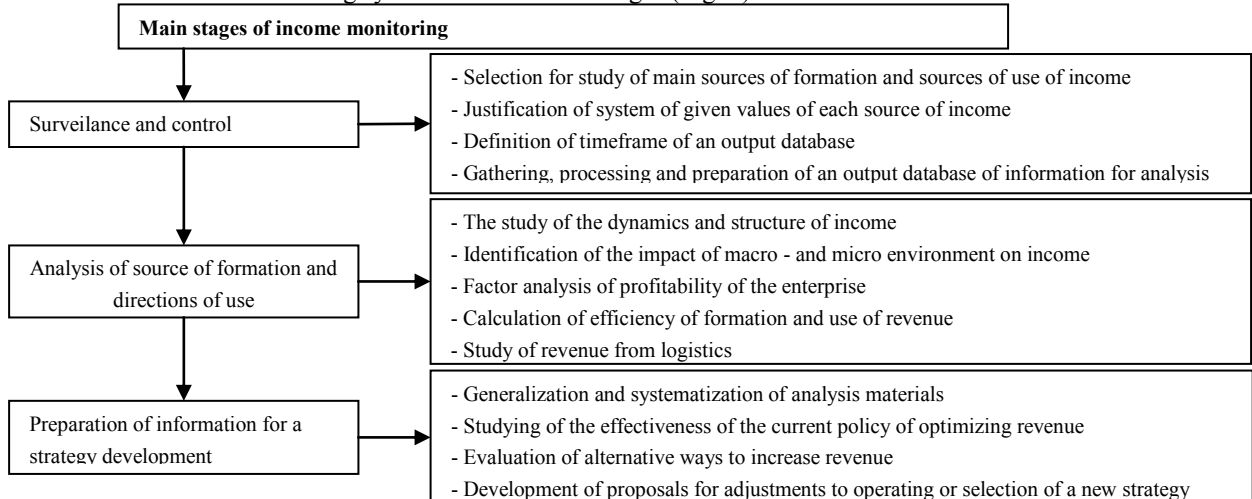 Main stages of income monitoring
Surveilance and control
- Selection for study of main sources of formation and sources of use of income
- Justification of system of given values of each source of income
- Definition of timeframe of an output database
- Gathering, processing and preparation of an output database of information for analysis
Analysis of source of formation and
directions of use
- The study of the dynamics and structure of income
- Identification of the impact of macro - and micro environment on income
- Factor analysis of profitability of the enterprise
- Calculation of efficiency of formation and use of revenue
- Study of revenue from logistics
Preparation of information for a
strategy development
- Generalization and systematization of analysis materials
- Studying of the effectiveness of the current policy of optimizing revenue
- Evaluation of alternative ways to increase revenue
- Development of proposals for adjustments to operating or selection of a new strategy